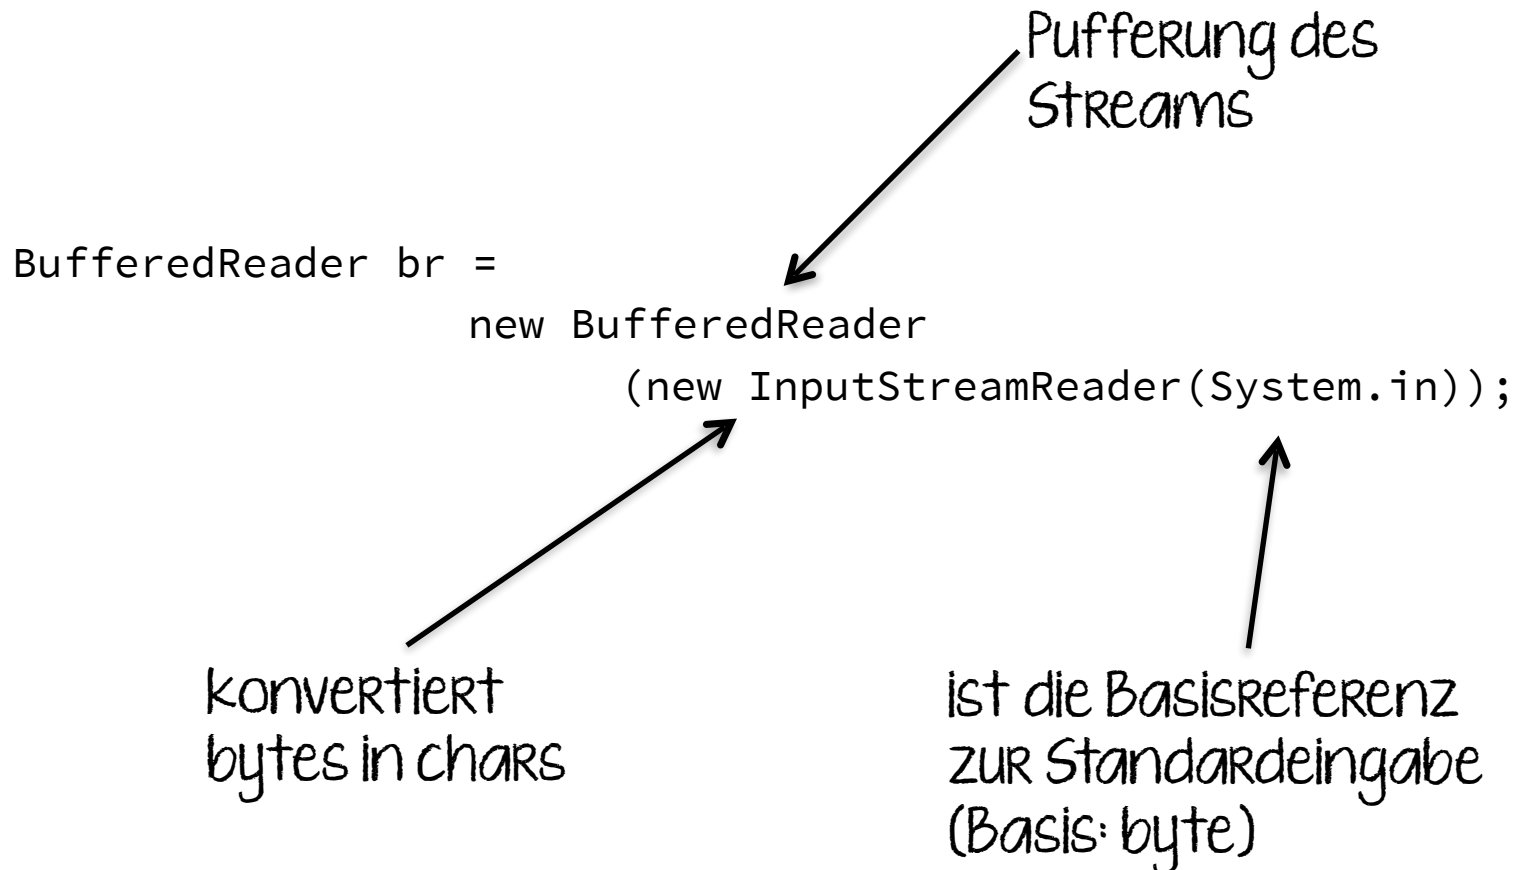 Pufferung des
Streams
BufferedReader br =
new BufferedReader
(new InputStreamReader(System.in));
konvertiert
bytes in chars
ist die Basisreferenz
zur Standardeingabe
(Basis: byte)